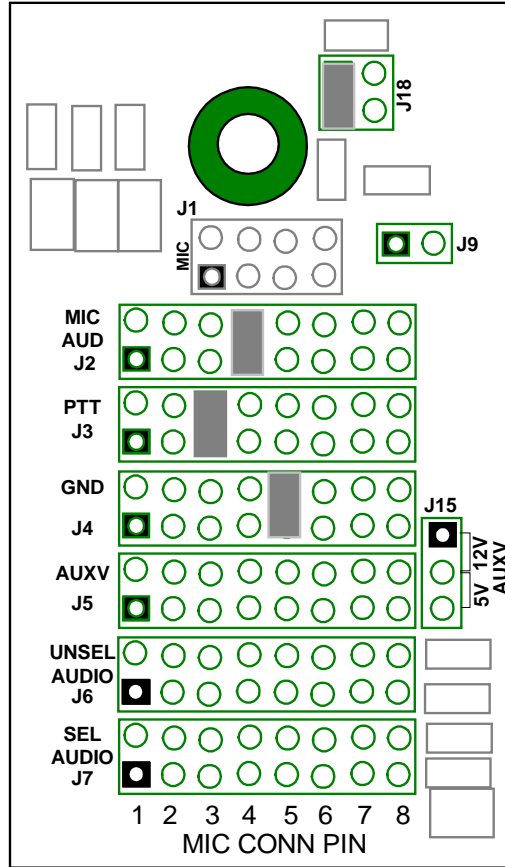 J18
J1
MIC
J9
MIC
AUD
J2
PTT
J3
GND
J4
J15
12V
5V
AUXV
AUXV
J5
UNSEL
AUDIO
J6
SEL
AUDIO
J7
1 2 3 4 5 6 7 8
MIC CONN PIN